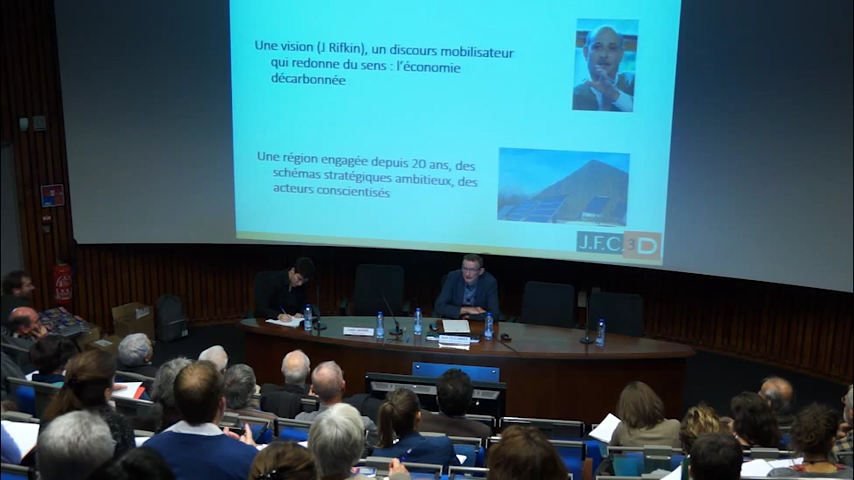 Une vision (J Rifkin), un discours mobilisateur
qui redonne du sens : l'économie
décarbonnée
Une région engagée depuis 20 ans, des
schémas stratégiques ambitieux, des
acteurs conscientisés
J.F.C.3D